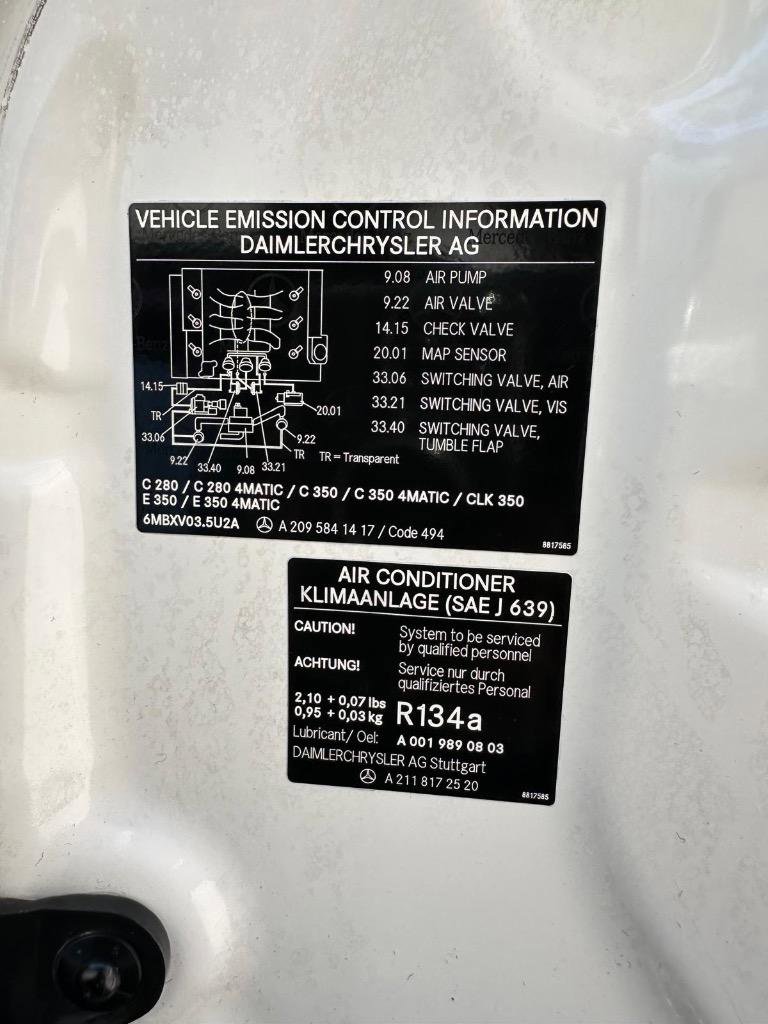 VEHICLE EMISSION CONTROL INFORMATION
DAIMLERCHRYSLER AG
9.08 AIR PUMP
9.22 AIR VALVE
14.15 CHECK VALVE
20.01 MAP SENSOR
33.06 SWITCHING VALVE, AIR
33.21 SWITCHING VALVE, VIS
33.40 SWITCHING VALVE,
TUMBLE FLAP
14.15
TR
33.06
9.22
33.40
9.08
33.21
TR
9.22
20.01
TR = Transparent
C 280 / C 280 4MATIC / C 350 / C 350 4MATIC / CLK 350
E 350 / E 350 4MATIC
6MBXV03.5U2A A 209 584 14 17 / Code 494
8817585
AIR CONDITIONER
KLIMAANLAGE (SAE J 639)
CAUTION! System to be serviced
by qualified personnel
ACHTUNG! Service nur durch
qualifiziertes Personal
2,10 + 0,07 lbs
0,95 + 0,03 kg R134a
Lubricant/ Oel: A 001 989 08 03
DAIMLERCHRYSLER AG Stuttgart
A 211 817 25 20
8817585